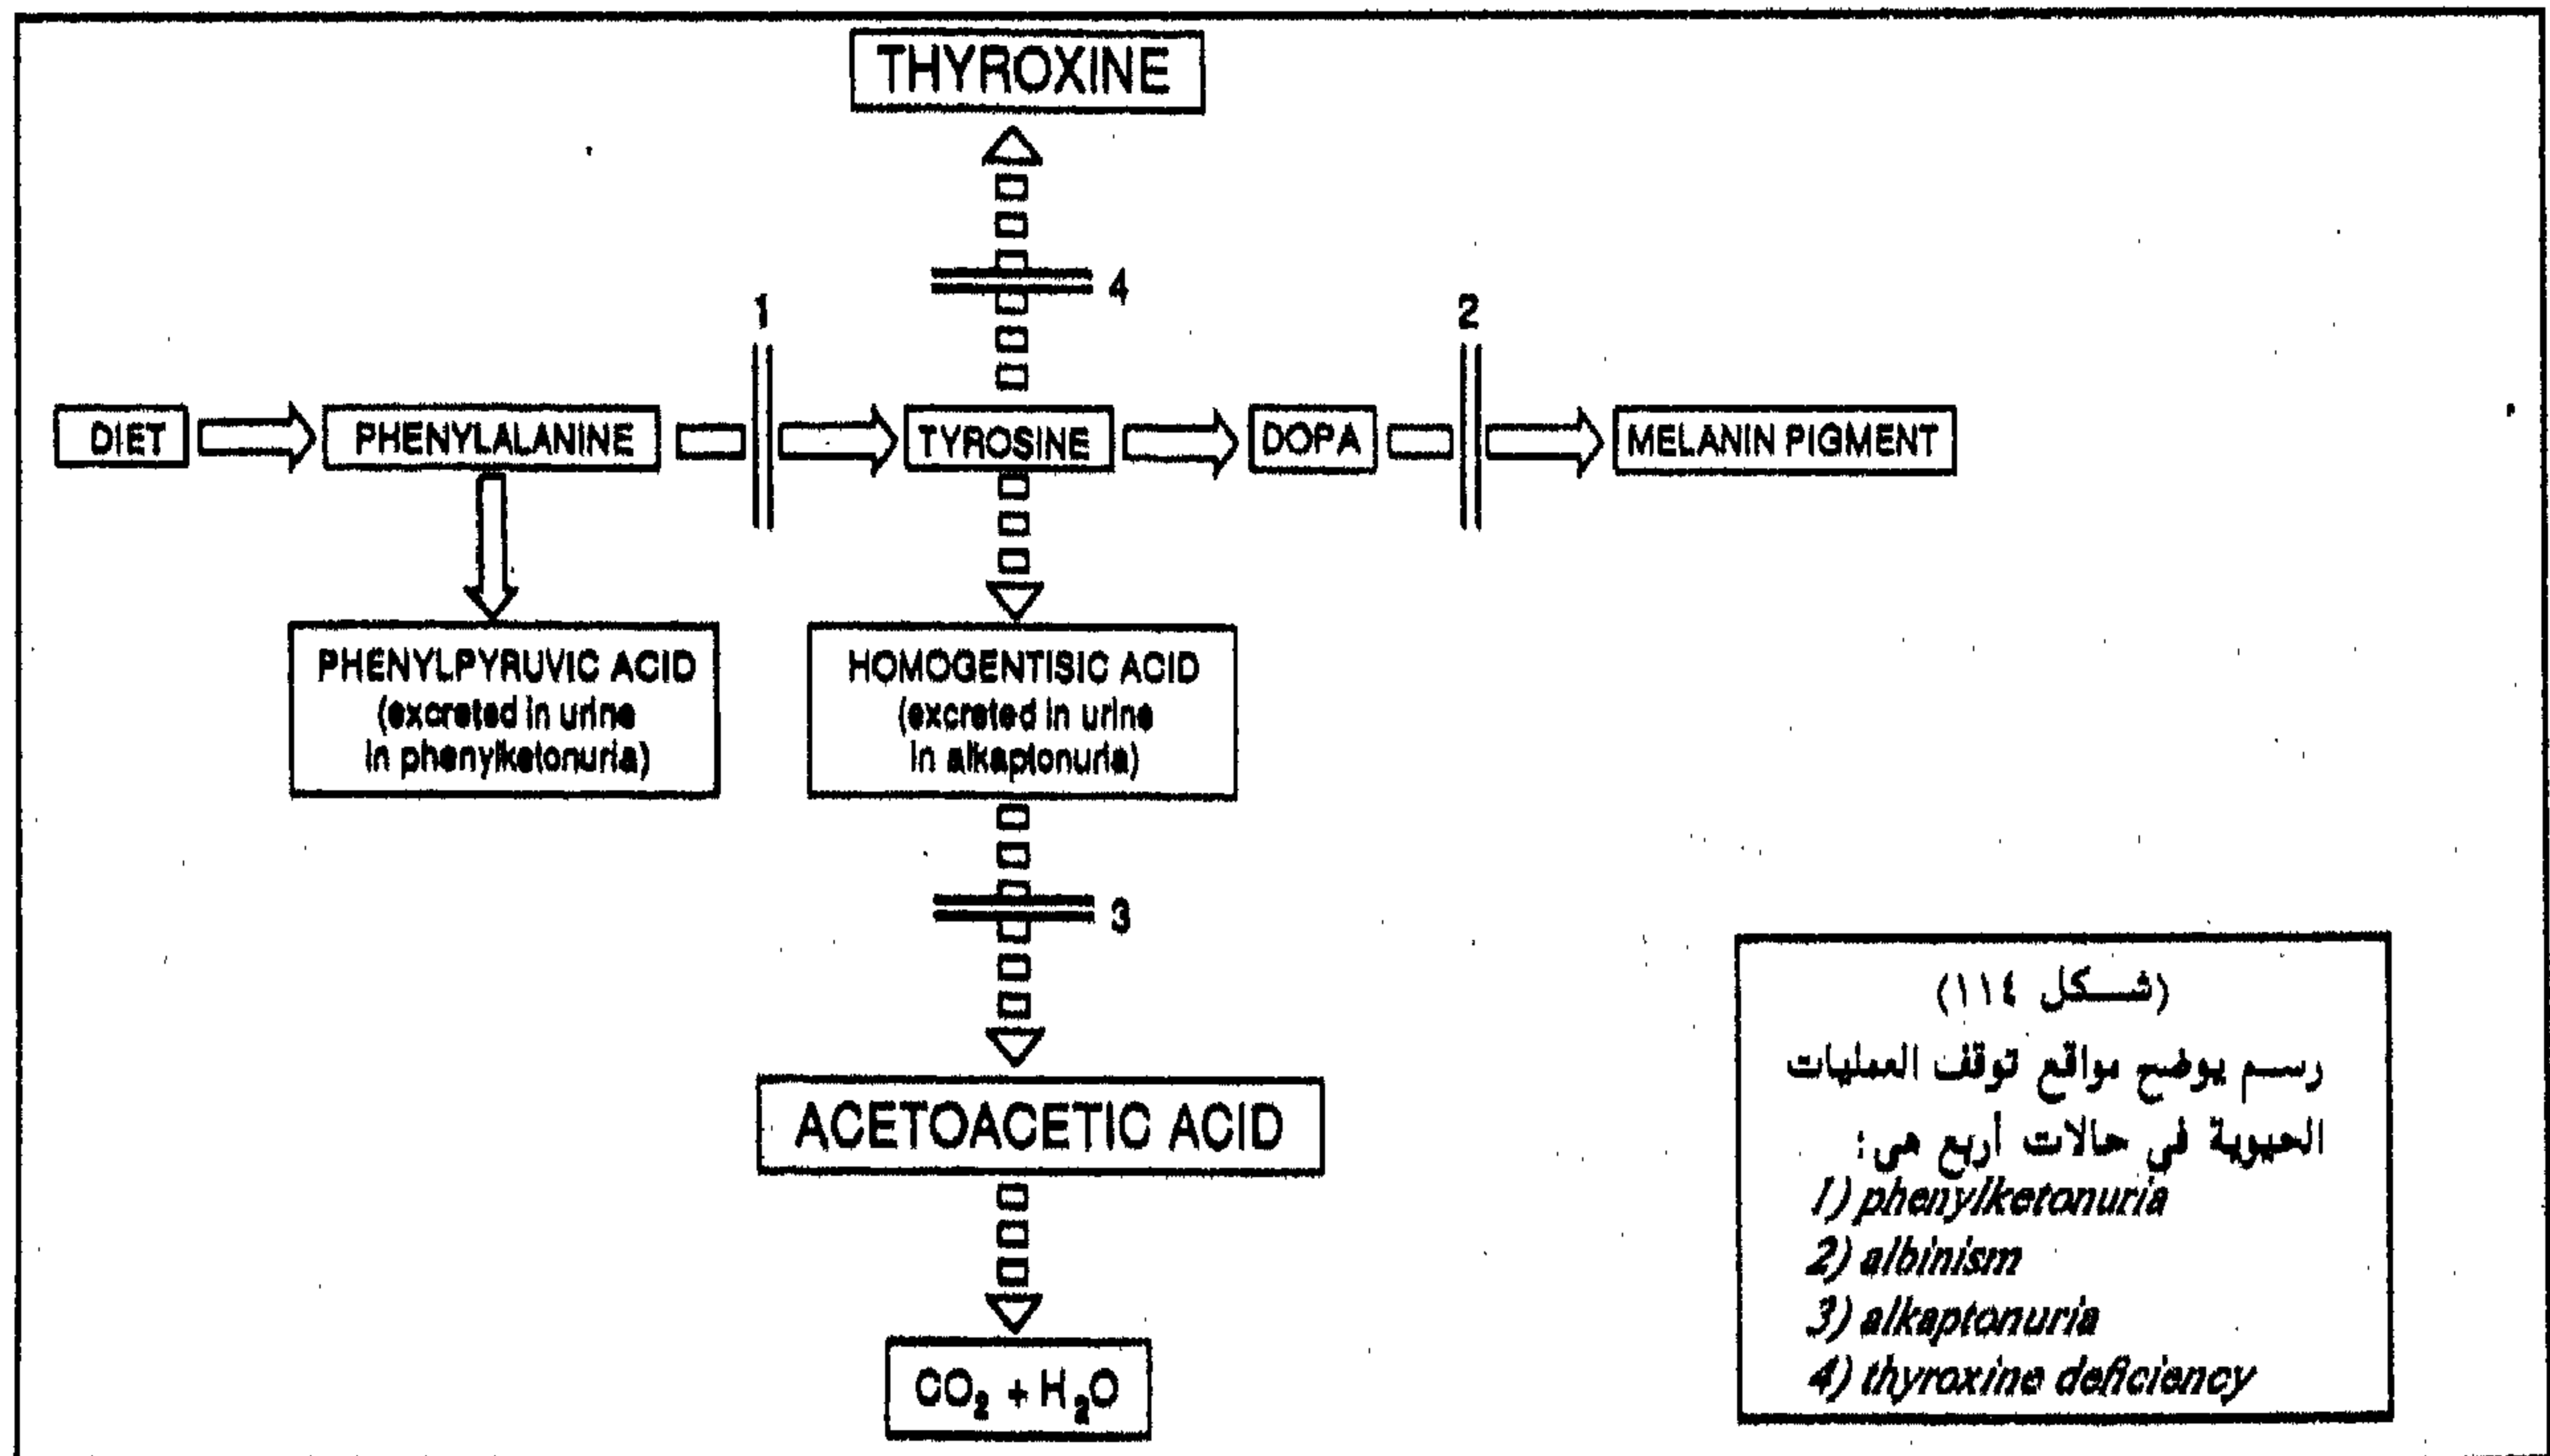 THYROXINE
4
1
2
DIET
PHENYLALANINE
TYROSINE
DOPA
MELANIN PIGMENT
PHENYLPYRUVIC ACID
(excreted in urine
in phenylketonuria)
HOMOGENTISIC ACID
(excreted in urine
in alkaptonuria)
3
ACETOACETIC ACID
CO₂ + H₂O
(شكل ١١٤)
رسم يوضح مواقع توقف العمليات
الحيوية في حالات أربع هى:
1) phenylketonuria
2) albinism
3) alkaptonuria
4) thyroxine deficiency